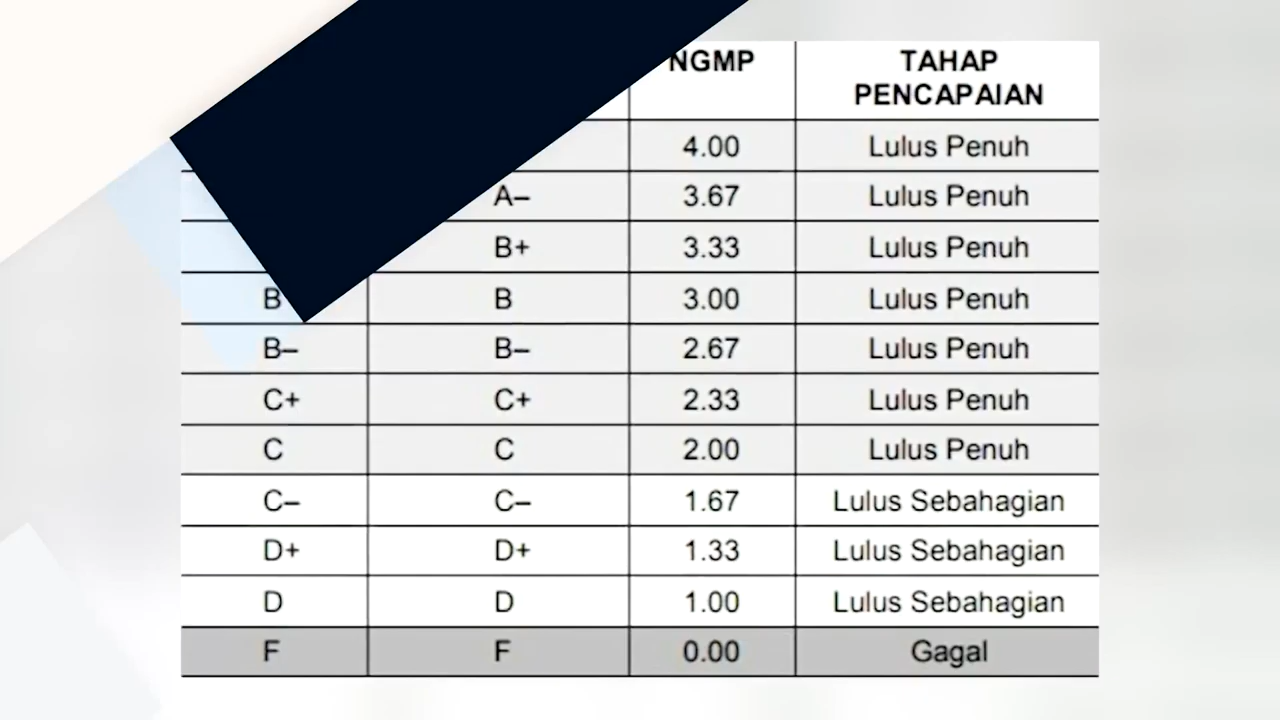 NGMP TAHAP
PENCAPAIAN
4.00 Lulus Penuh
A– 3.67 Lulus Penuh
B+ 3.33 Lulus Penuh
B B 3.00 Lulus Penuh
B– B– 2.67 Lulus Penuh
C+ C+ 2.33 Lulus Penuh
C C 2.00 Lulus Penuh
C– C– 1.67 Lulus Sebahagian
D+ D+ 1.33 Lulus Sebahagian
D D 1.00 Lulus Sebahagian
F F 0.00 Gagal